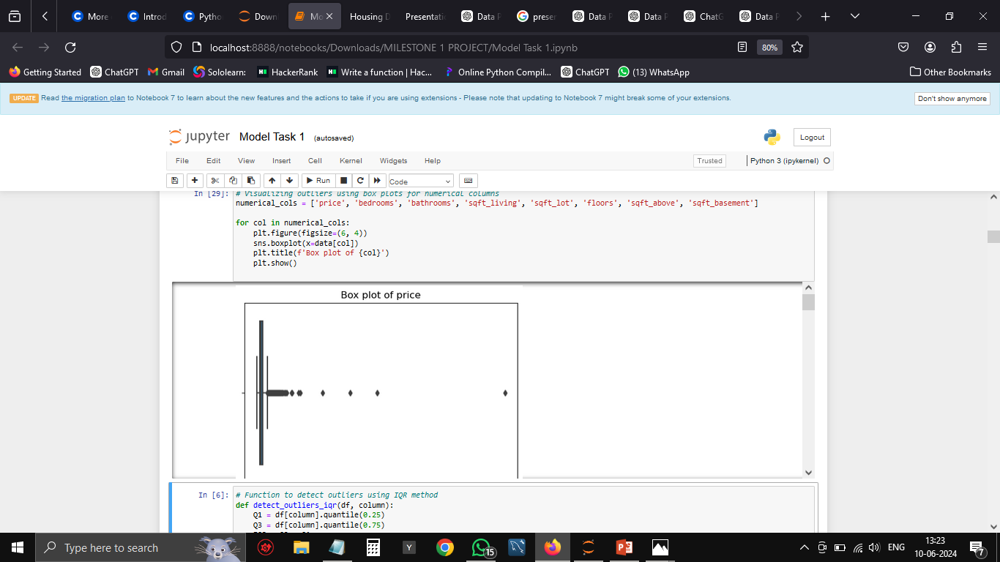 More
Introd
Pytho
Down
Mo
Housing D
Presentati
Data P
preser
Data P
Data P
ChatG
Data P
localhost:8888/notebooks/Downloads/MILESTONE 1 PROJECT/Model Task 1.ipynb
80%
Getting Started
ChatGPT
Gmail
Sololearn:
HackerRank
Write a function | Hac...
Online Python Compil...
ChatGPT
(13) WhatsApp
Other Bookmarks
UPDATE Read the migration plan to Notebook 7 to learn about the new features and the actions to take if you are using extensions - Please note that updating to Notebook 7 might break some of your extensions.
Don't show anymore
jupyter Model Task 1 (autosaved)
Logout
File Edit View Insert Cell Kernel Widgets Help
Trusted
Python 3 (ipykernel)
Run
Code
In [29]:
# Visualizing outliers using box plots for numerical columns
numerical_cols = ['price', 'bedrooms', 'bathrooms', 'sqft_living', 'sqft_lot', 'floors', 'sqft_above', 'sqft_basement']
for col in numerical_cols:
plt.figure(figsize=(6, 4))
sns.boxplot(x=data[col])
plt.title(f'Box plot of {col}')
plt.show()
Box plot of price
In [6]:
# Function to detect outliers using IQR method
def detect_outliers_iqr(df, column):
Q1 = df[column].quantile(0.25)
Q3 = df[column].quantile(0.75)
Type here to search
Y
15
ENG
13:23
10-06-2024
7